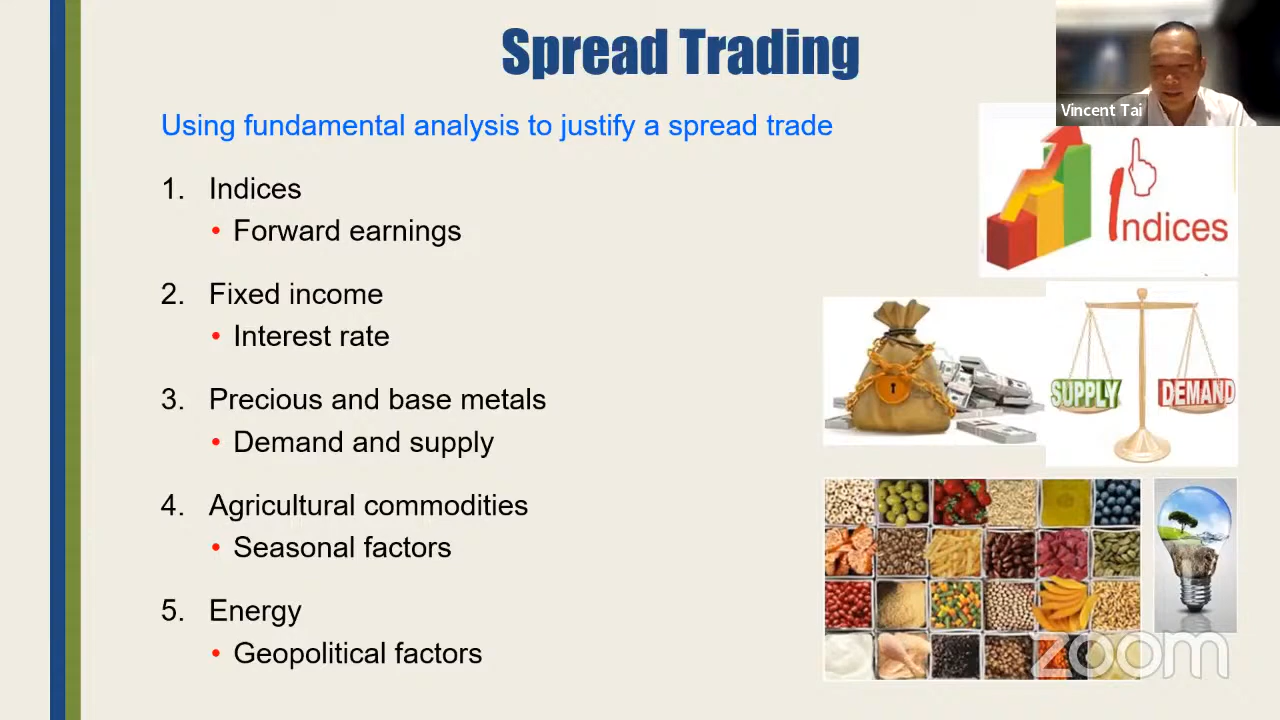 Spread Trading
Vincent Tai
Using fundamental analysis to justify a spread trade
1. Indices
• Forward earnings
2. Fixed income
• Interest rate
3. Precious and base metals
• Demand and supply
4. Agricultural commodities
• Seasonal factors
5. Energy
• Geopolitical factors
Indices
SUPPLY
DEMAND
zoom